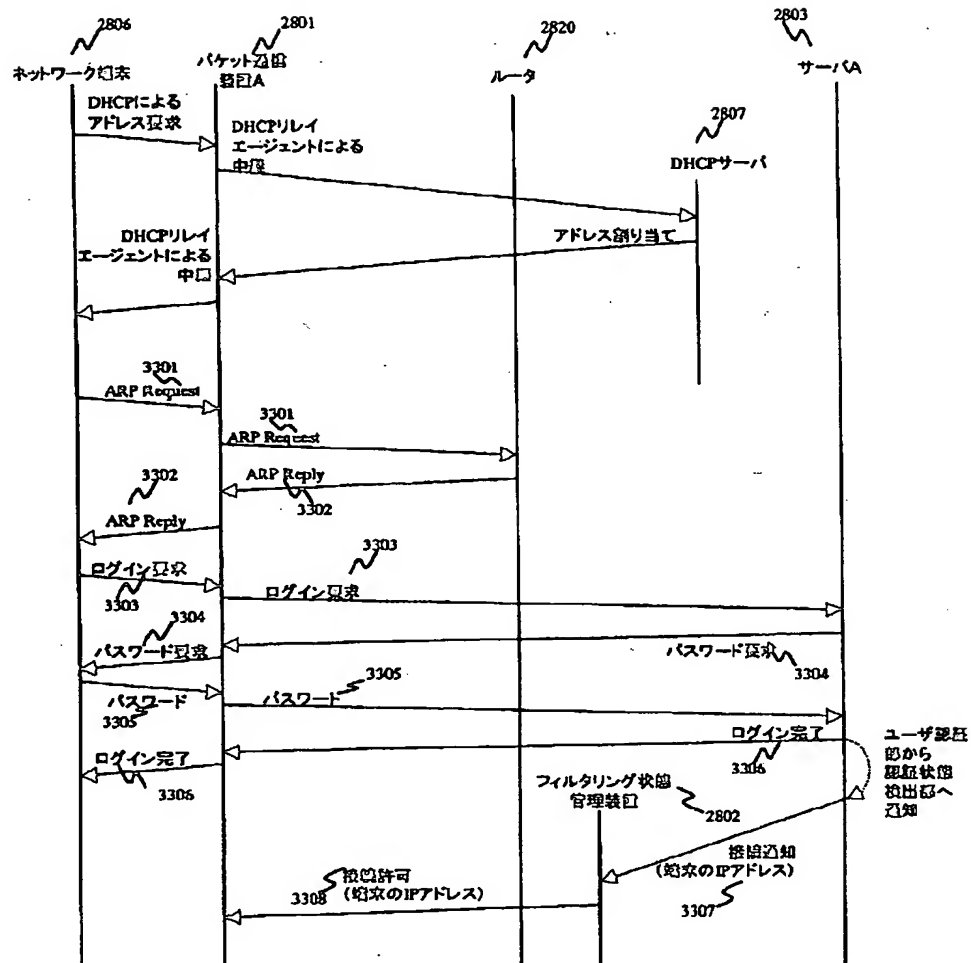 2806
2801
2820
2803
ネットワーク端末
パケット
装置A
ルータ
サーバA
DHCPによる
アドレス要求
DHCPリレイ
エージェントによる
中継
2807
DHCPサーバ
DHCPリレイ
エージェントによる
中継
アドレス割り当て
3301
ARP Request
3301
ARP Request
3302
ARP Reply
ARP Reply
3302
ログイン要求
3303
3303
ログイン要求
3304
パスワード要求
パスワード要求
3304
パスワード
3305
3305
パスワード
ログイン完了
3306
ログイン完了
3306
ユーザ認証
部から
認証状態
検出部へ
通知
フィルタリング状態
管理装置
2802
通知
(端末のIPアドレス)
3307
3308
許可
(端末のIPアドレス)